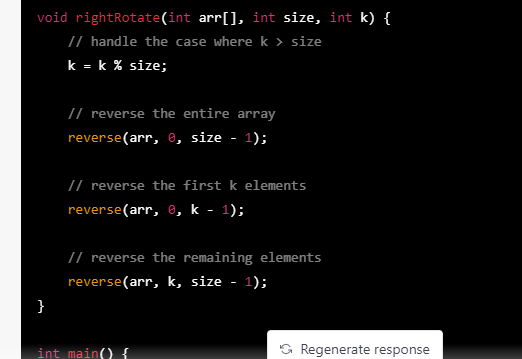 void rightRotate(int arr[], int size, int k) {
// handle the case where k > size
k = k % size;
// reverse the entire array
reverse(arr, 0, size - 1);
// reverse the first k elements
reverse(arr, 0, k - 1);
// reverse the remaining elements
reverse(arr, k, size - 1);
}
int main() {
Regenerate response